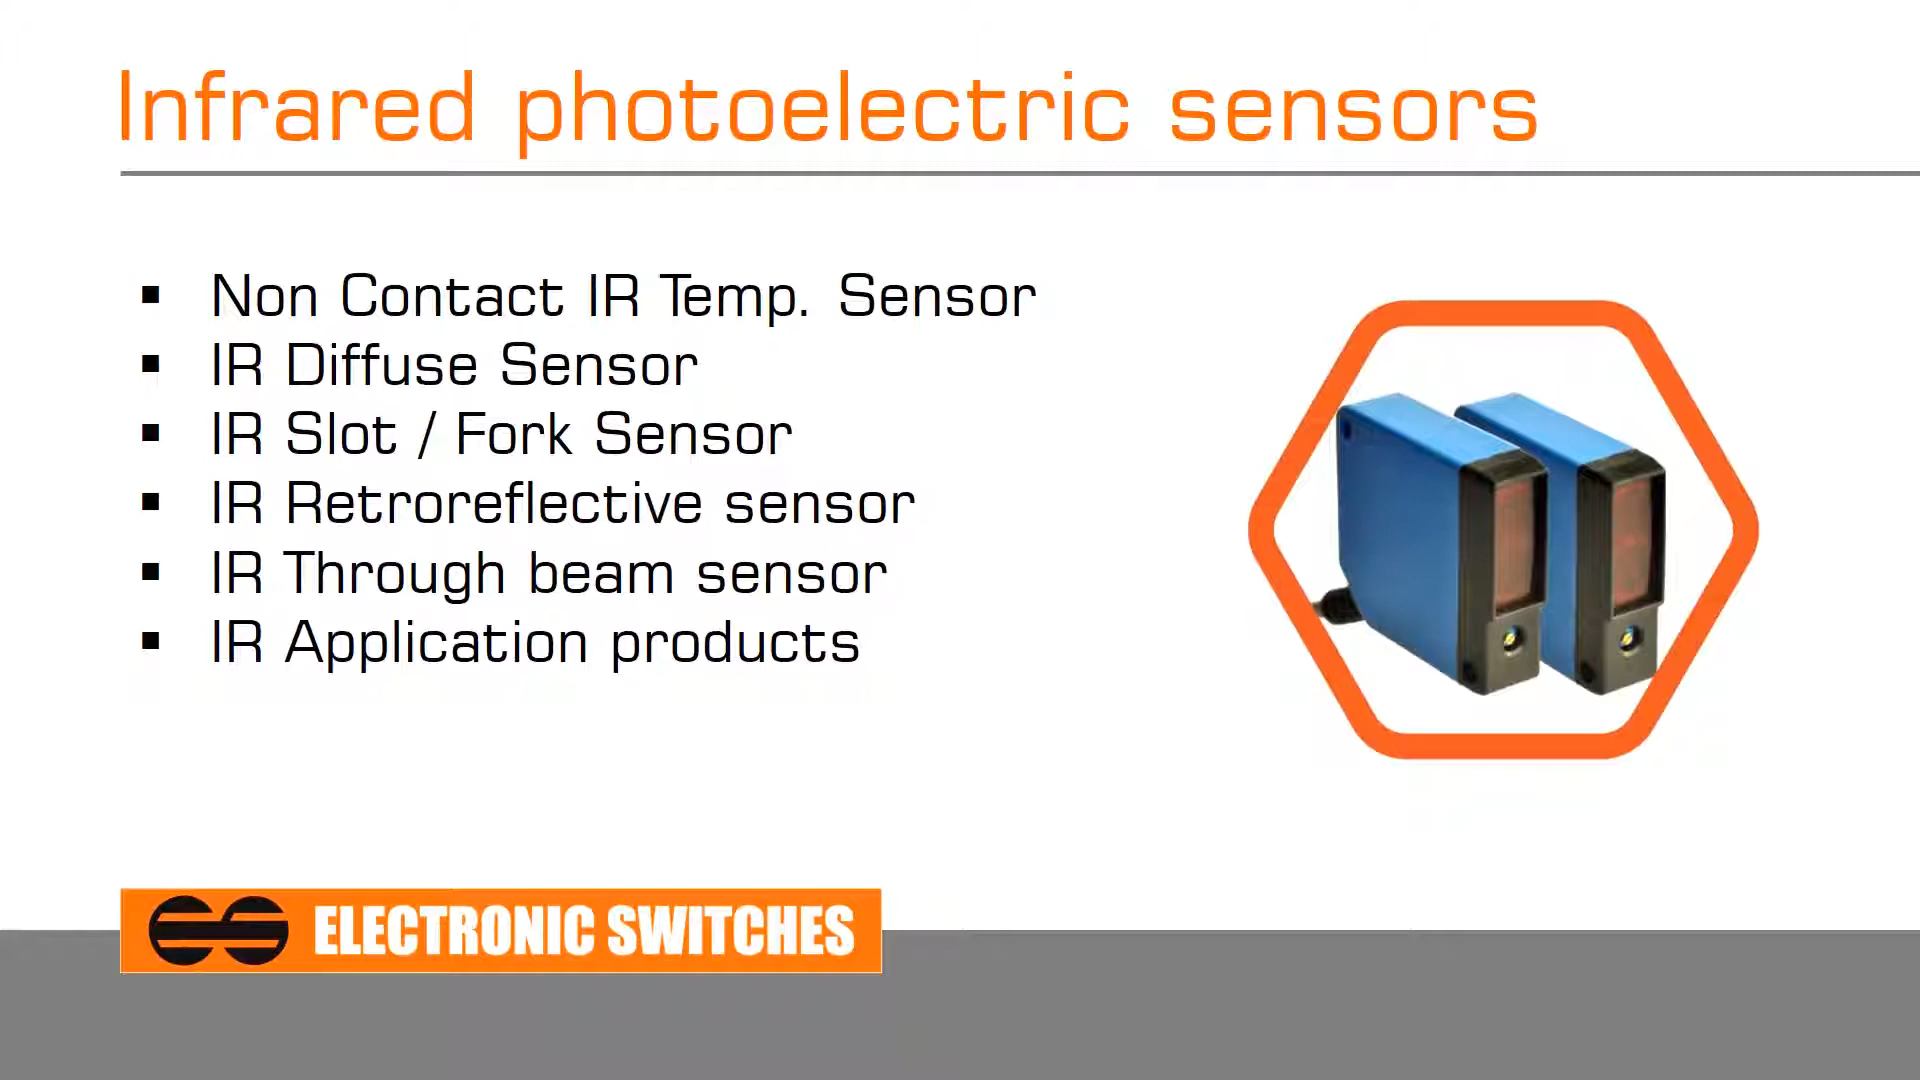 Infrared photoelectric sensors
▪ Non Contact IR Temp. Sensor
▪ IR Diffuse Sensor
▪ IR Slot / Fork Sensor
▪ IR Retroreflective sensor
▪ IR Through beam sensor
▪ IR Application products
ES ELECTRONIC SWITCHES